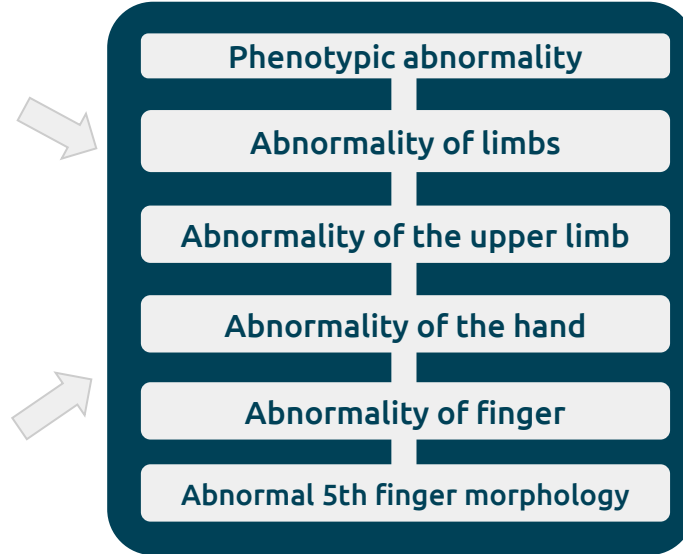 Phenotypic abnormality
Abnormality of limbs
Abnormality of the upper limb
Abnormality of the hand
Abnormality of finger
Abnormal 5th finger morphology